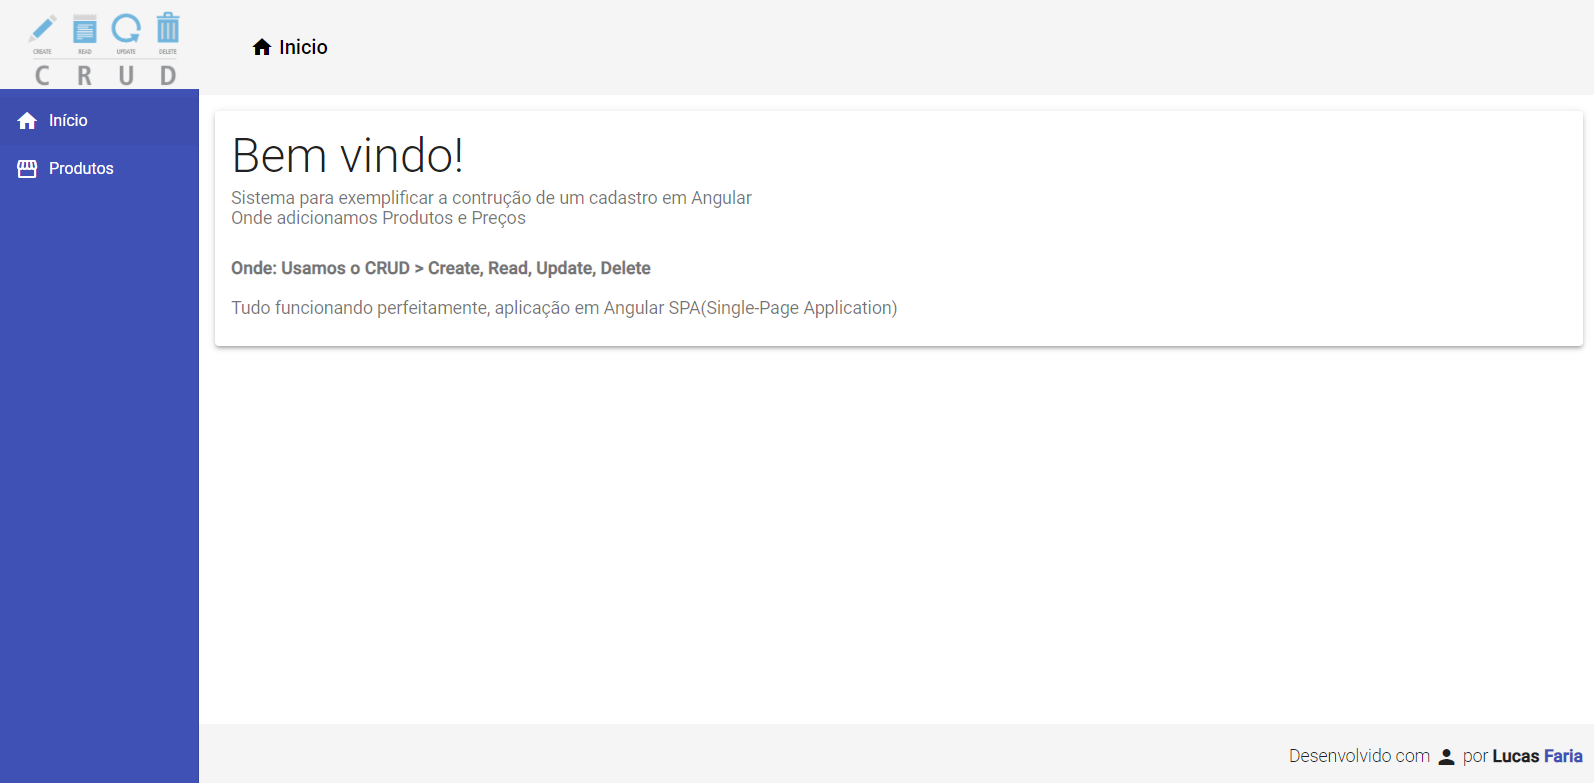 CREATE READ UPDATE DELETE
C R U D
Inicio
Início
Produtos
Bem vindo!
Sistema para exemplificar a contrução de um cadastro em Angular
Onde adicionamos Produtos e Preços
Onde: Usamos o CRUD > Create, Read, Update, Delete
Tudo funcionando perfeitamente, aplicação em Angular SPA(Single-Page Application)
Desenvolvido com por Lucas Faria